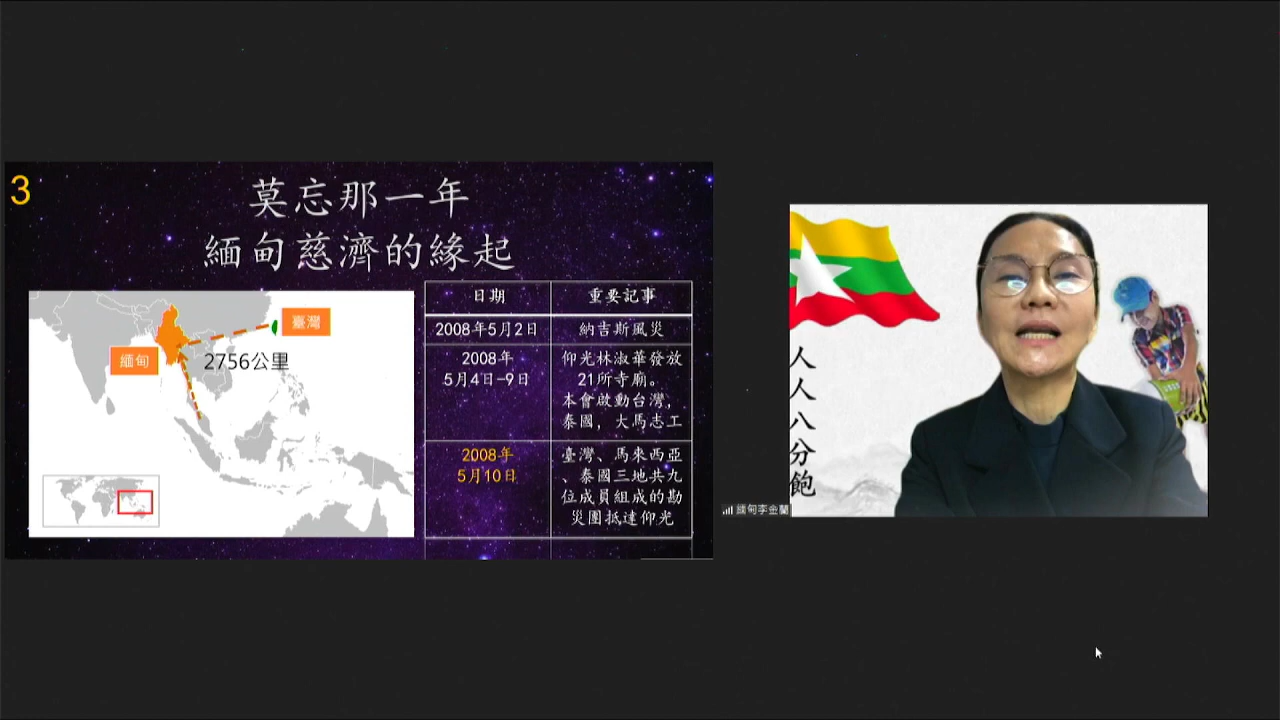 3
莫忘那一年
緬甸慈濟的緣起
臺灣
緬甸
2756公里
日期
重要記事
2008年5月2日
納吉斯風災
2008年
5月4日-9日
仰光林淑華發放
21所寺廟。
本會啟動台灣,
泰國, 大馬志工
2008年
5月10日
臺灣、馬來西亞
、泰國三地共九
位成員組成的勘
災團抵達仰光
人人八分飽
緬甸李金蘭